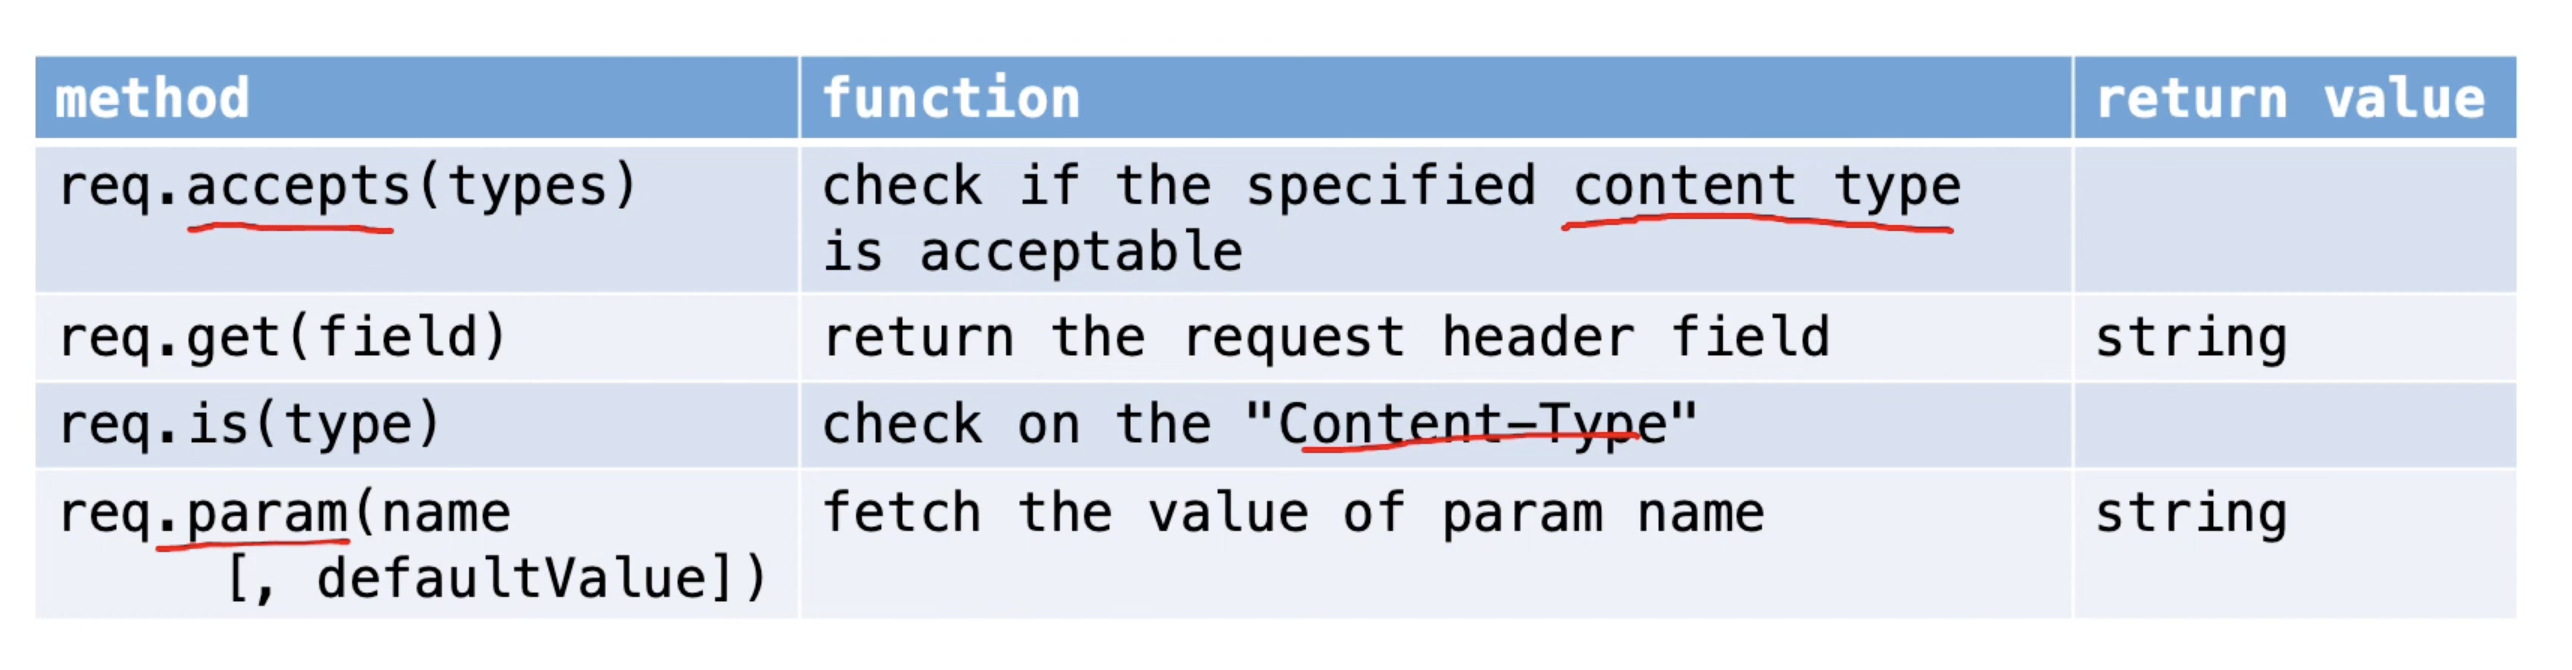 method function return value
req.accepts(types) check if the specified content type
is acceptable
req.get(field) return the request header field string
req.is(type) check on the "Content-Type"
req.param(name fetch the value of param name string
[, defaultValue])